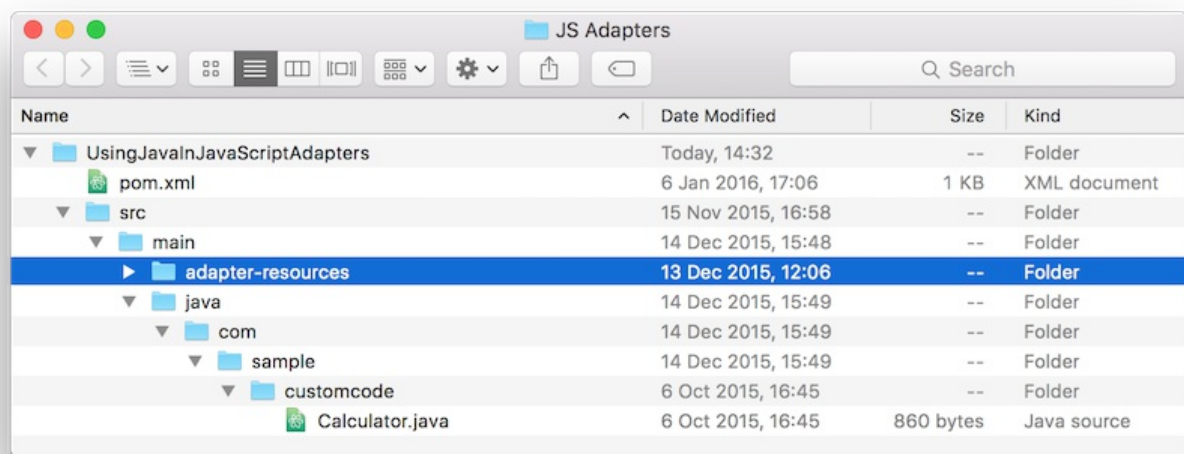 JS Adapters
Search
Name Date Modified Size Kind
UsingJavaInJavaScriptAdapters Today, 14:32 -- Folder
pom.xml 6 Jan 2016, 17:06 1 KB XML document
src 15 Nov 2015, 16:58 -- Folder
main 14 Dec 2015, 15:48 -- Folder
adapter-resources 13 Dec 2015, 12:06 -- Folder
java 14 Dec 2015, 15:49 -- Folder
com 14 Dec 2015, 15:49 -- Folder
sample 14 Dec 2015, 15:49 -- Folder
customcode 6 Oct 2015, 16:45 -- Folder
Calculator.java 6 Oct 2015, 16:45 860 bytes Java source